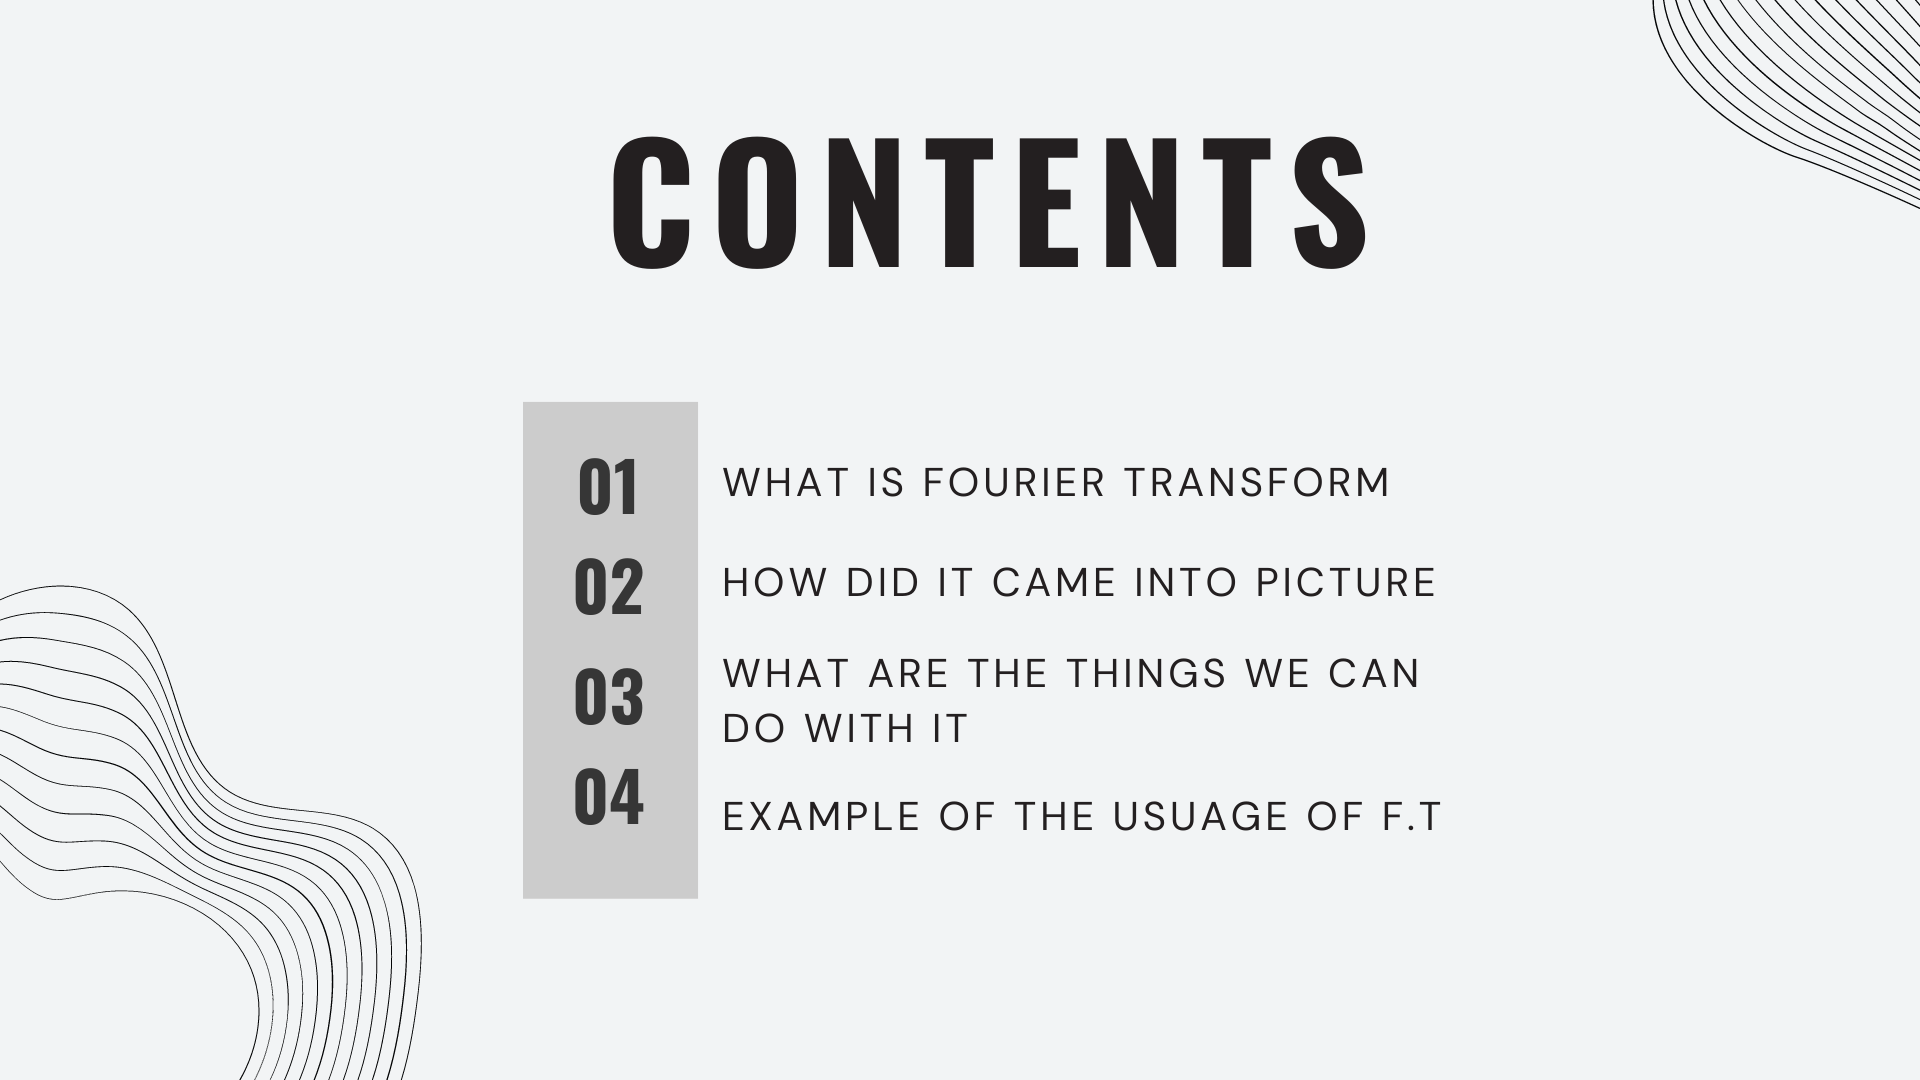 CONTENTS
01 WHAT IS FOURIER TRANSFORM
02 HOW DID IT CAME INTO PICTURE
03 WHAT ARE THE THINGS WE CAN
DO WITH IT
04 EXAMPLE OF THE USUAGE OF F.T